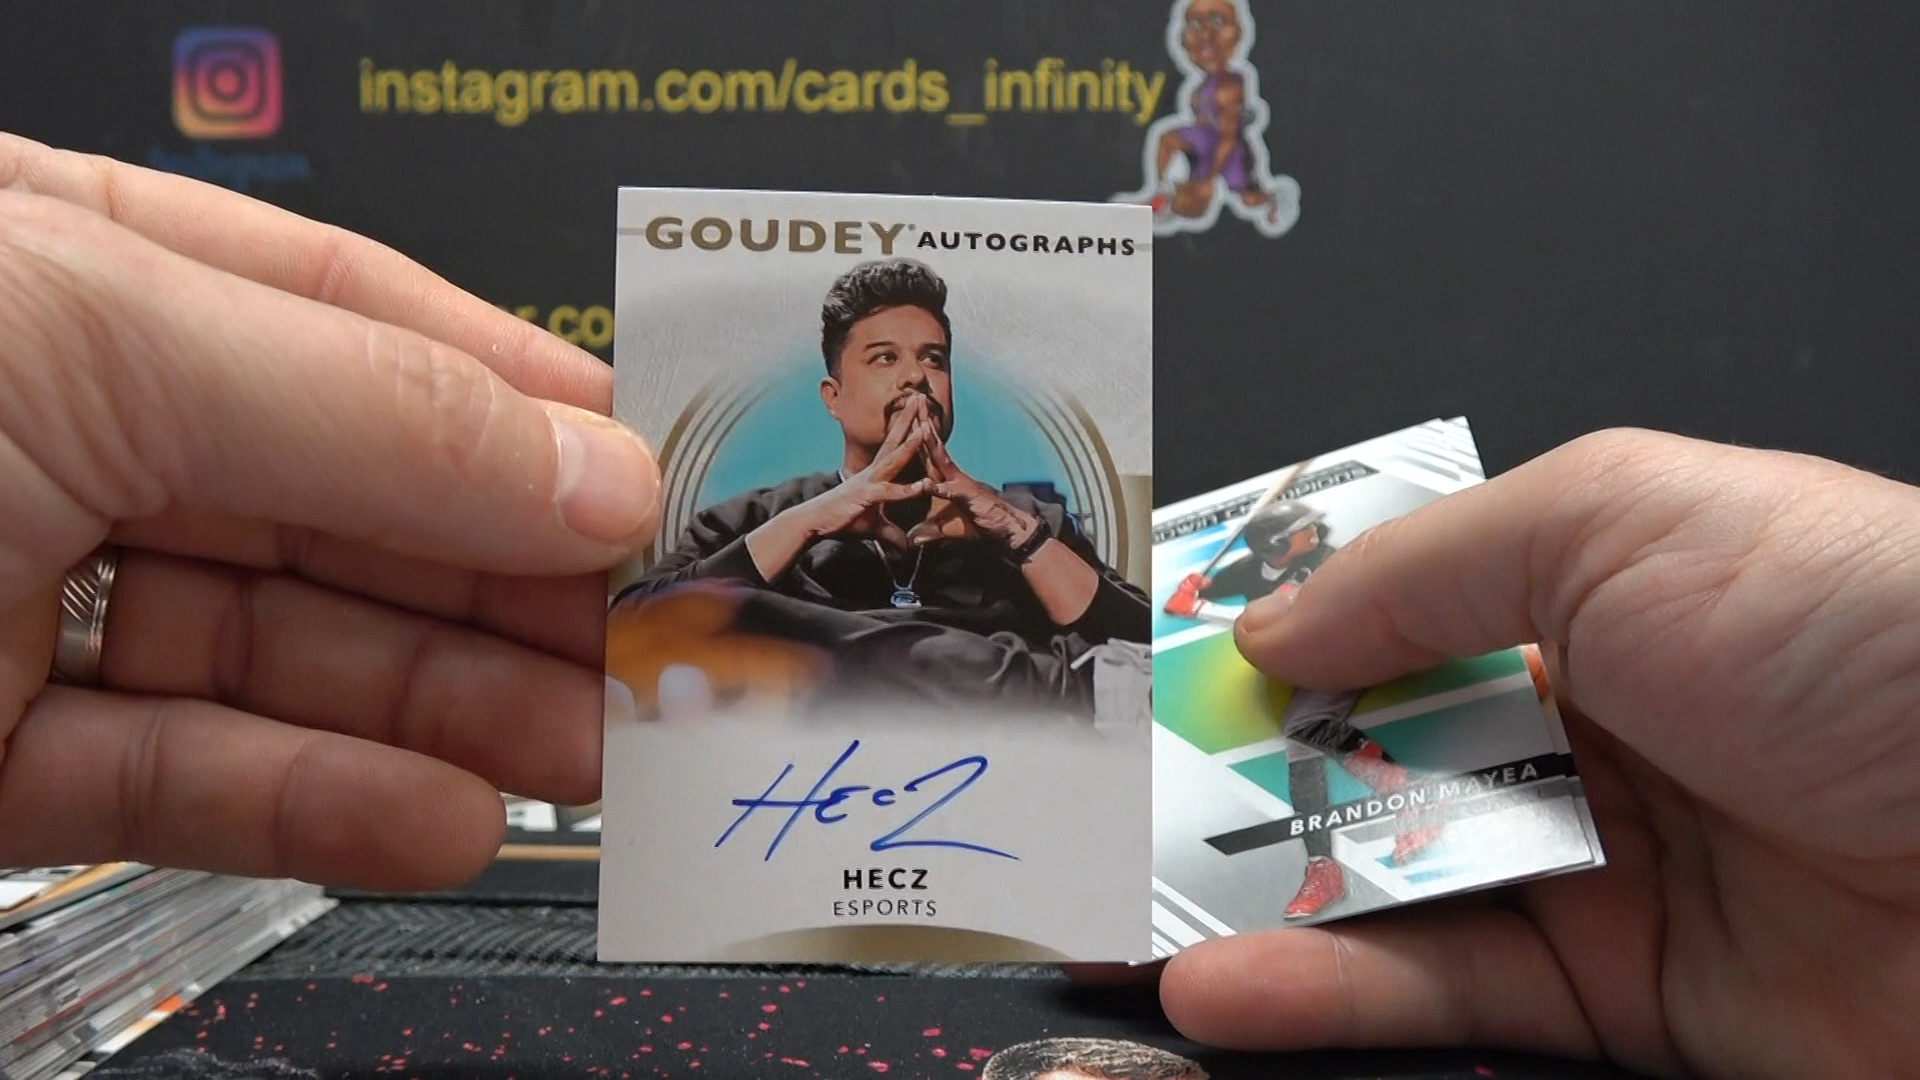 instagram.com/cards_infinity
GOUDEY® AUTOGRAPHS
Hecz
HECZ
ESPORTS
BRANDON MAYEA